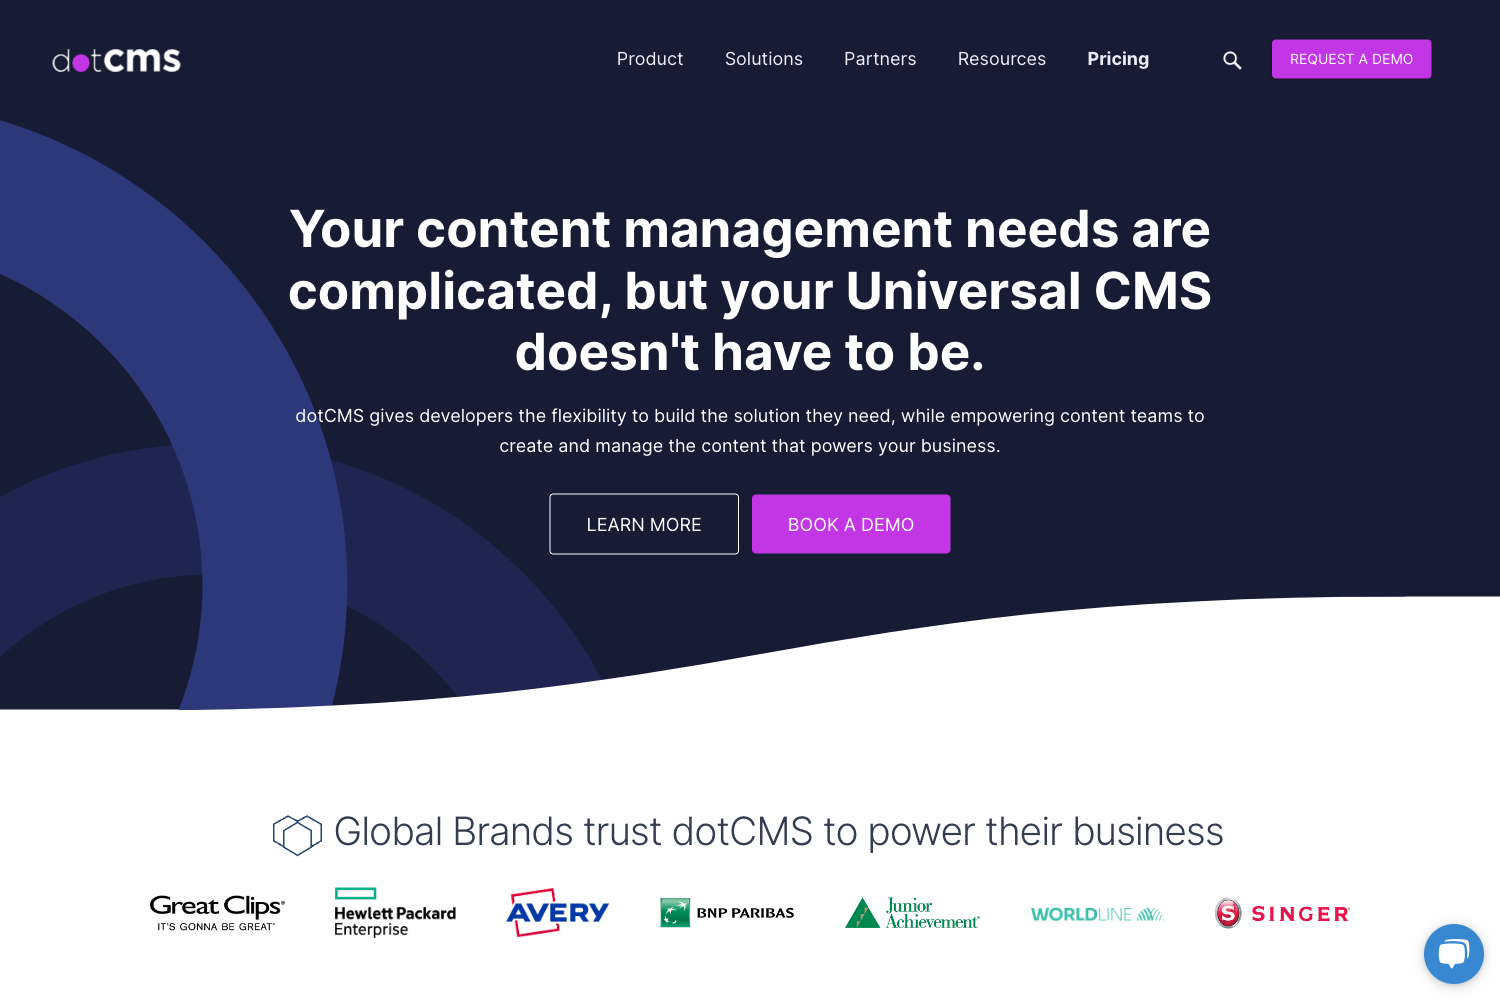 dotcms
Product Solutions Partners Resources Pricing REQUEST A DEMO
Your content management needs are
complicated, but your Universal CMS
doesn't have to be.
dotCMS gives developers the flexibility to build the solution they need, while empowering content teams to
create and manage the content that powers your business.
LEARN MORE BOOK A DEMO
Global Brands trust dotCMS to power their business
Great Clips®
IT'S GONNA BE GREAT®
Hewlett Packard
Enterprise
AVERY
BNP PARIBAS
Junior
Achievement®
WORLDLINE
S SINGER®